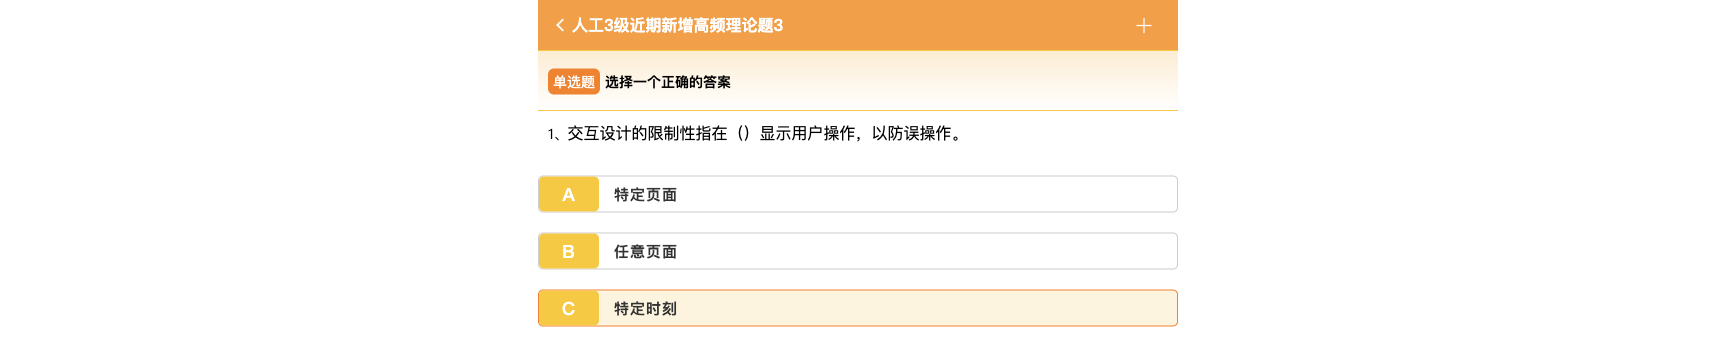 人工3级近期新增高频理论题3
单选题 选择一个正确的答案
1、交互设计的限制性指在（）显示用户操作，以防误操作。
A 特定页面
B 任意页面
C 特定时刻